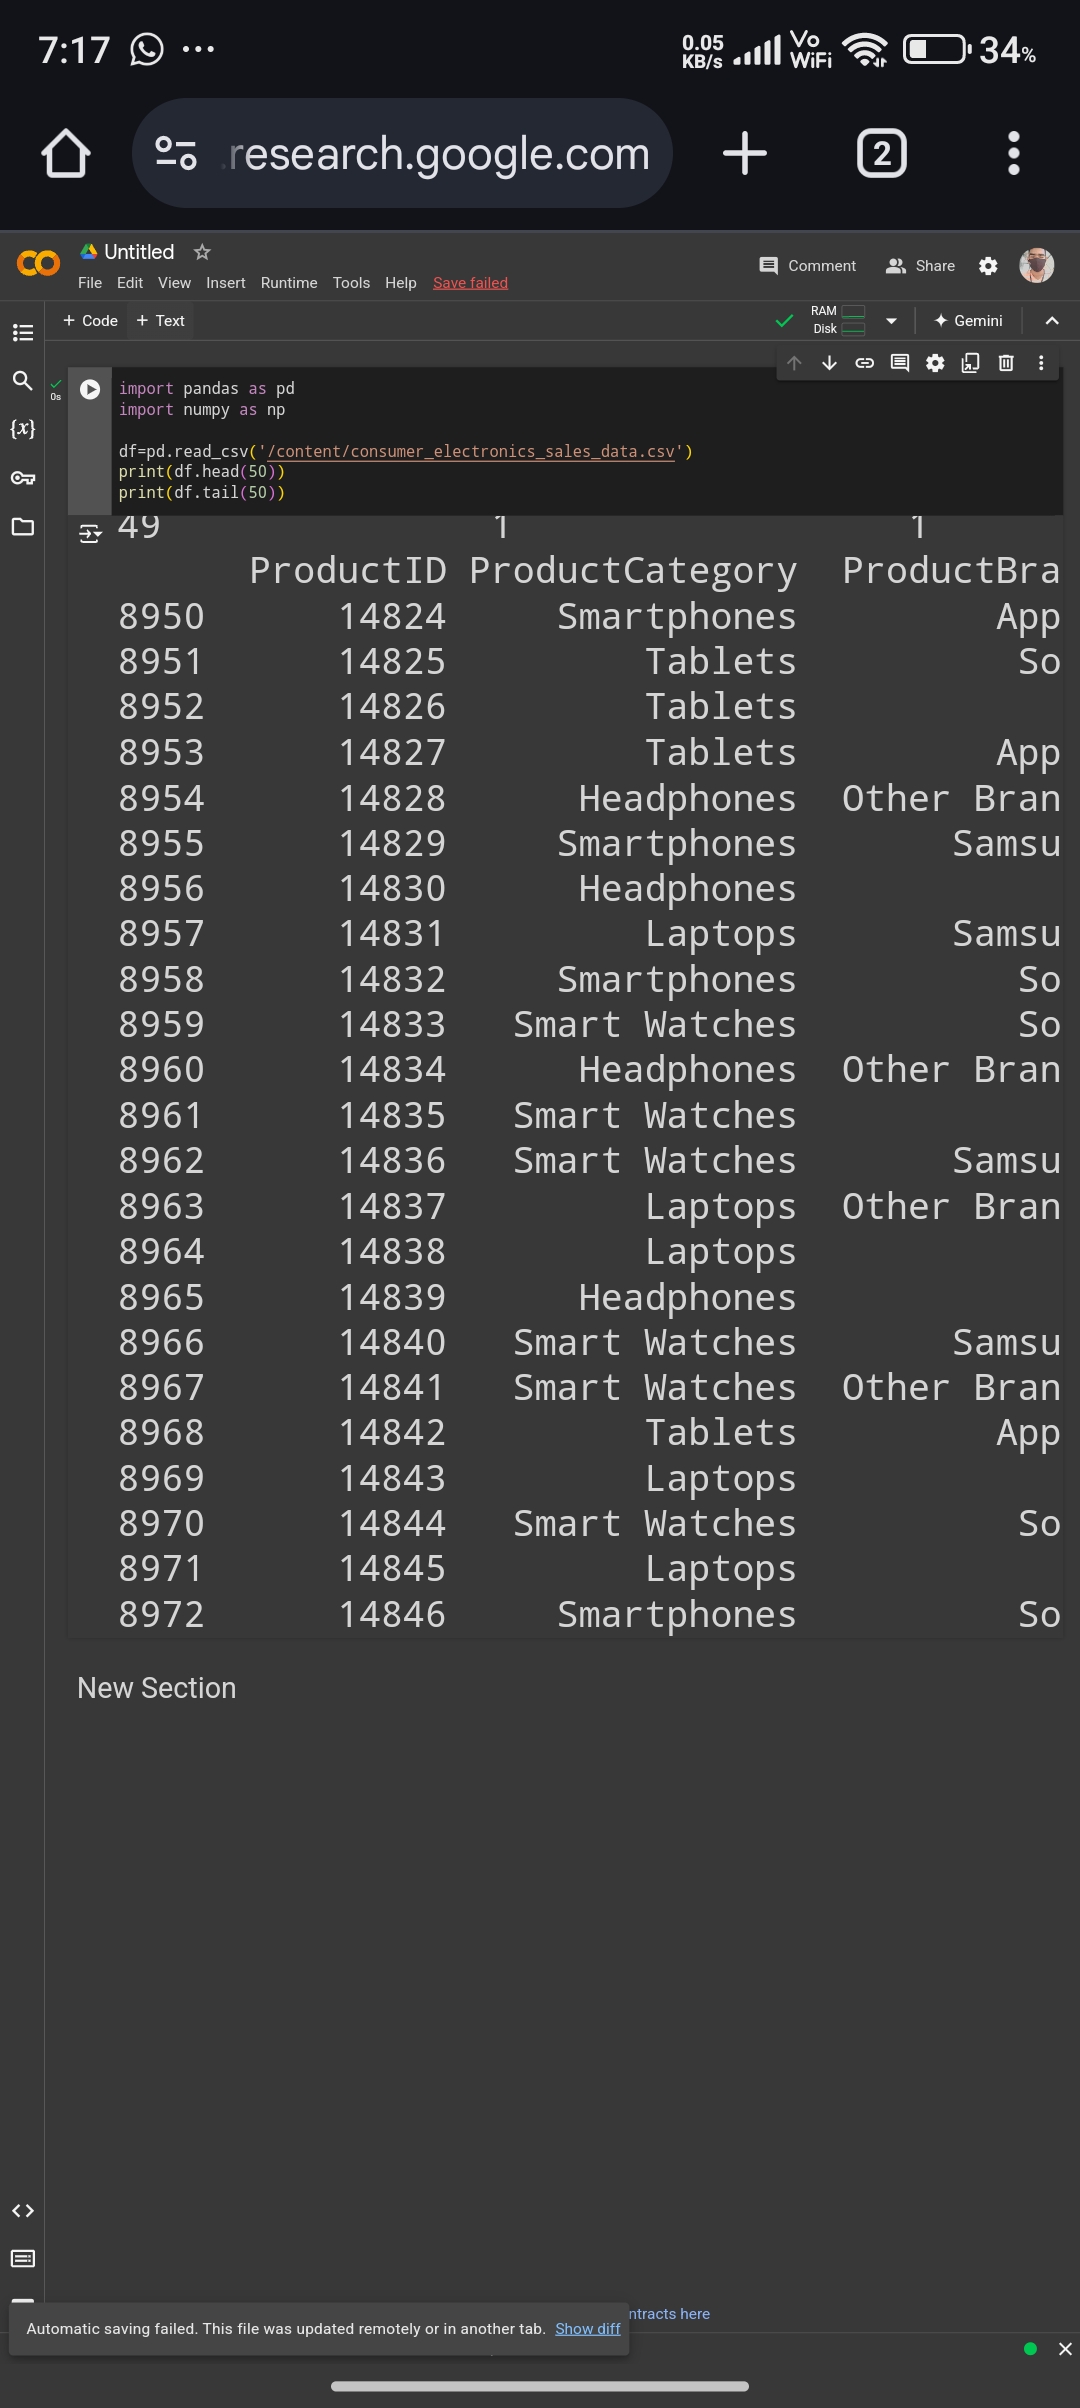 7:17
0.05 KB/s
Vo WiFi
34%
.research.google.com
2
Untitled
File Edit View Insert Runtime Tools Help Save failed
Comment
Share
+ Code + Text
RAM
Disk
Gemini
0s
{x}
import pandas as pd
import numpy as np
df=pd.read_csv('/content/consumer_electronics_sales_data.csv')
print(df.head(50))
print(df.tail(50))
49 1 1
ProductID ProductCategory ProductBra
8950 14824 Smartphones App
8951 14825 Tablets So
8952 14826 Tablets
8953 14827 Tablets App
8954 14828 Headphones Other Bran
8955 14829 Smartphones Samsu
8956 14830 Headphones
8957 14831 Laptops Samsu
8958 14832 Smartphones So
8959 14833 Smart Watches So
8960 14834 Headphones Other Bran
8961 14835 Smart Watches
8962 14836 Smart Watches Samsu
8963 14837 Laptops Other Bran
8964 14838 Laptops
8965 14839 Headphones
8966 14840 Smart Watches Samsu
8967 14841 Smart Watches Other Bran
8968 14842 Tablets App
8969 14843 Laptops
8970 14844 Smart Watches So
8971 14845 Laptops
8972 14846 Smartphones So
New Section
ntracts here
Automatic saving failed. This file was updated remotely or in another tab. Show diff